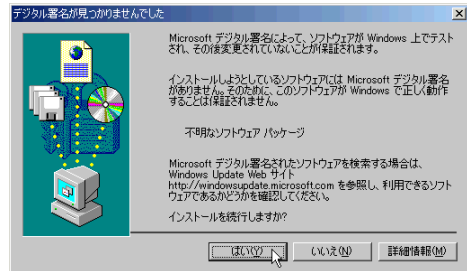 デジタル署名が見つかりませんでした
Microsoft デジタル署名によって、ソフトウェアが Windows 上でテスト
され、その後変更されていないことが保証されます。
インストールしようとしているソフトウェアには Microsoft デジタル署名
がありません。そのために、このソフトウェアが Windows で正しく動作
することは保証されません。
不明なソフトウェア パッケージ
Microsoft デジタル署名されたソフトウェアを検索する場合は、
Windows Update Web サイト
http://windowsupdate.microsoft.com を参照し、利用できるソフト
ウェアであるかどうかを確認してください。
インストールを続行しますか?
はい(Y) いいえ(N) 詳細情報(M)